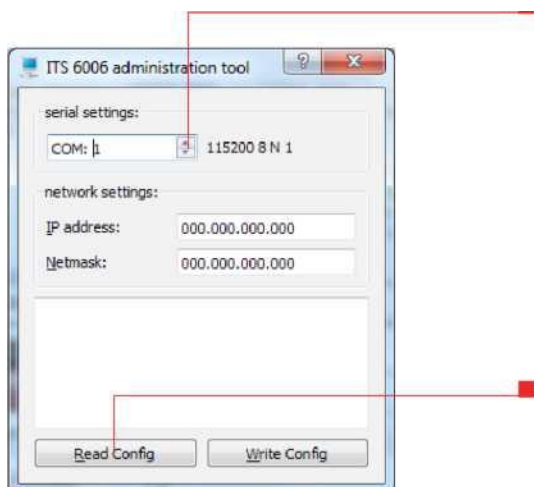 ITS 6006 administration tool
serial settings:
COM: 1 115200 8 N 1
network settings:
IP address: 000.000.000.000
Netmask: 000.000.000.000
Read Config Write Config